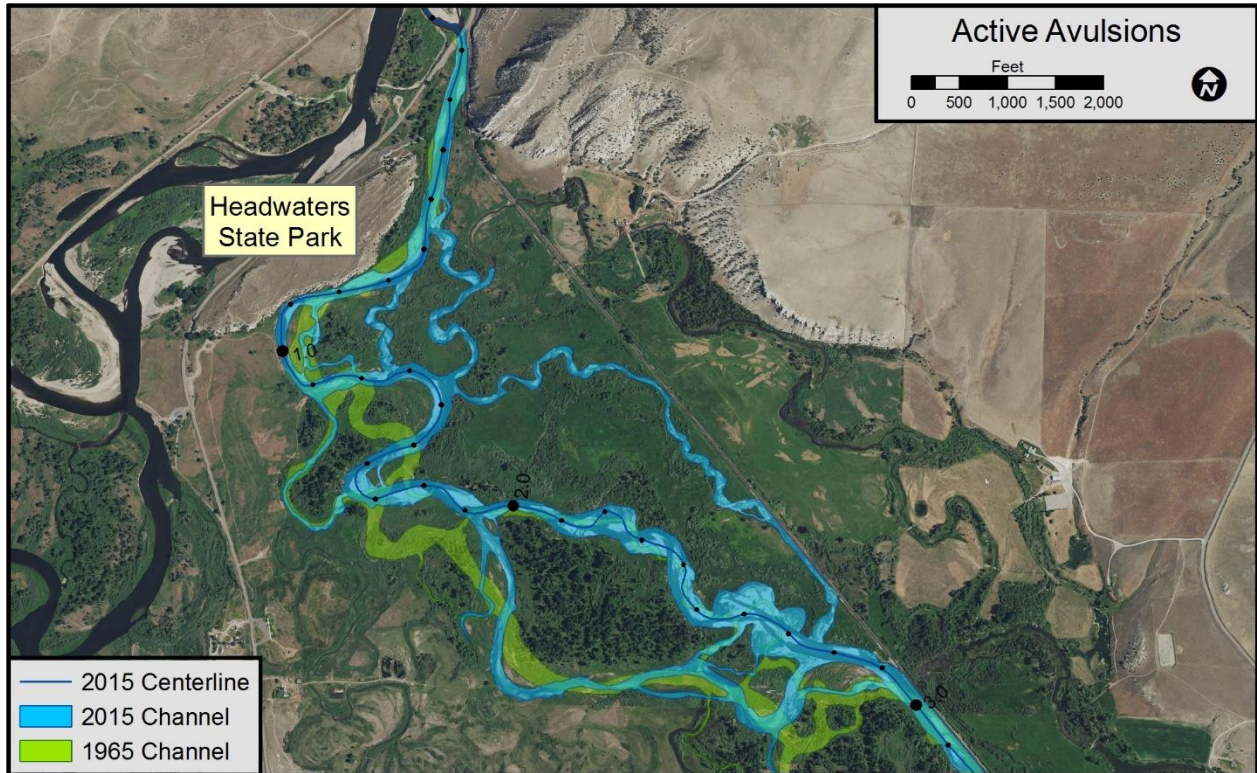 Active Avulsions
Feet
0 500 1,000 1,500 2,000
N
Headwaters
State Park
1.0
2.0
3.0
2015 Centerline
2015 Channel
1965 Channel